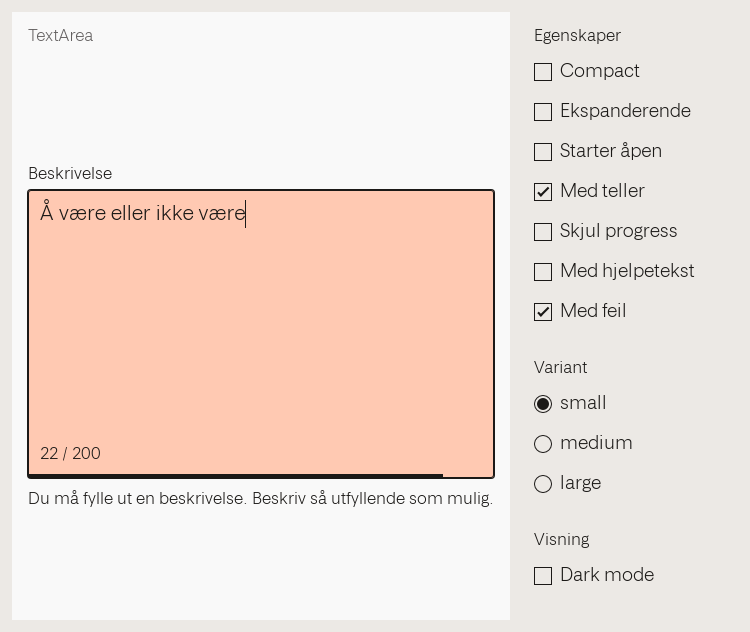 TextArea
Beskrivelse
Å være eller ikke være
22 / 200
Du må fylle ut en beskrivelse. Beskriv så utfyllende som mulig.
Egenskaper
Compact
Ekspanderende
Starter åpen
Med teller
Skjul progress
Med hjelpetekst
Med feil
Variant
small
medium
large
Visning
Dark mode